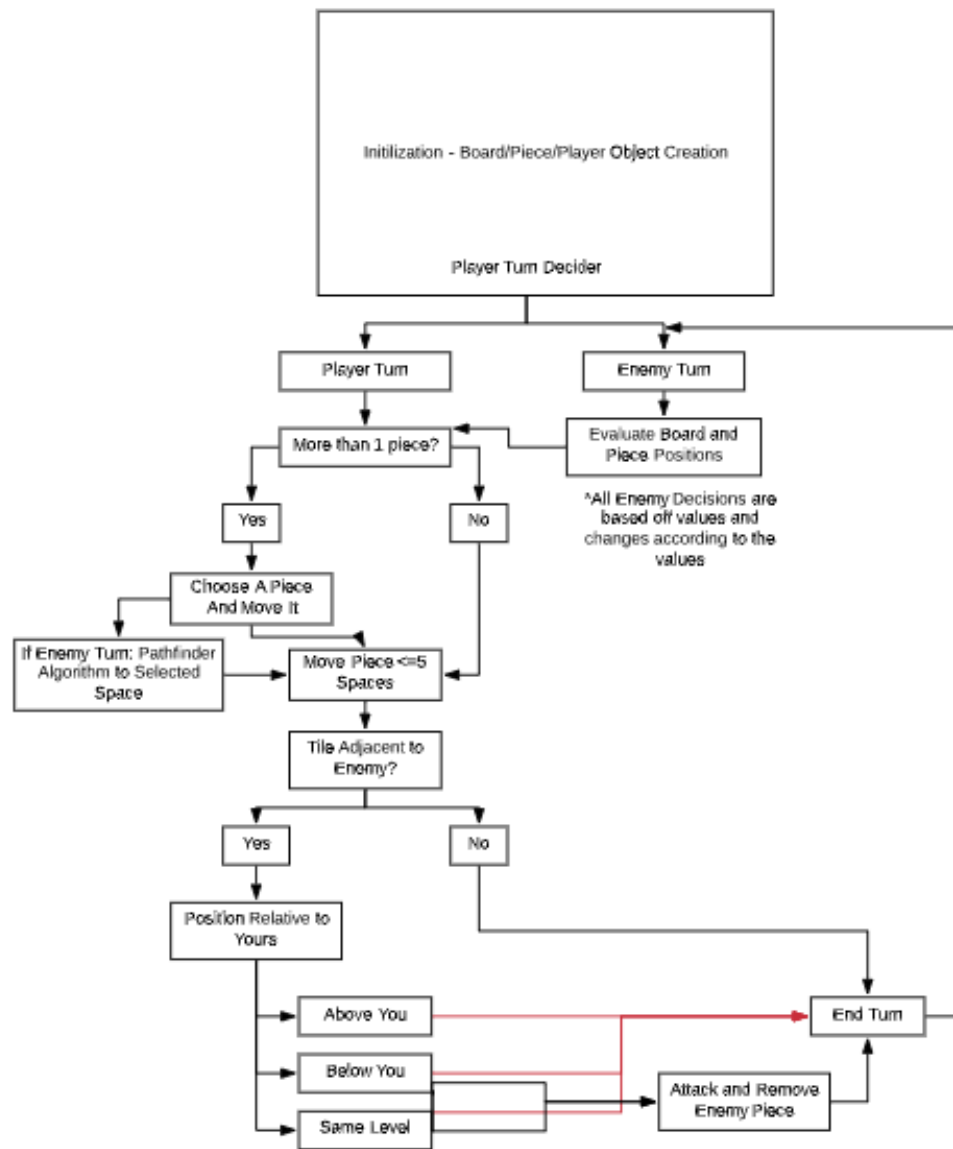 Initilization - Board/Piece/Player Object Creation
Player Turn Decider
Player Turn
Enemy Turn
More than 1 piece?
Evaluate Board and
Piece Positions
^All Enemy Decisions are
based off values and
changes according to the
values
Yes
No
Choose A Piece
And Move It
If Enemy Turn: Pathfinder
Algorithm to Selected
Space
Move Piece <=5
Spaces
Tile Adjacent to
Enemy?
Yes
No
Position Relative to
Yours
Above You
End Turn
Below You
Attack and Remove
Enemy Piece
Same Level